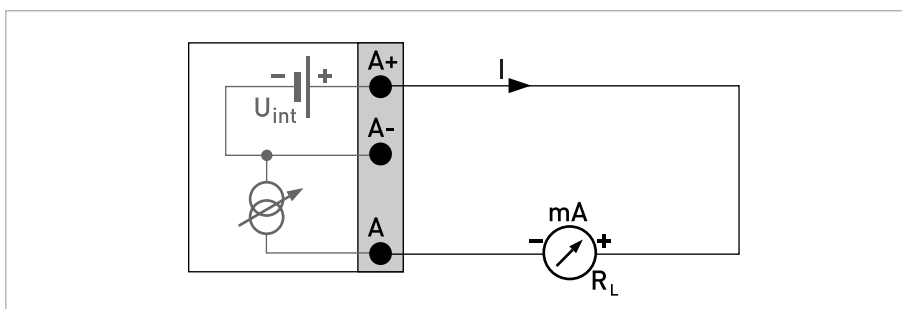 A+
I
− +
U_int
A-
mA
A
− +
R_L